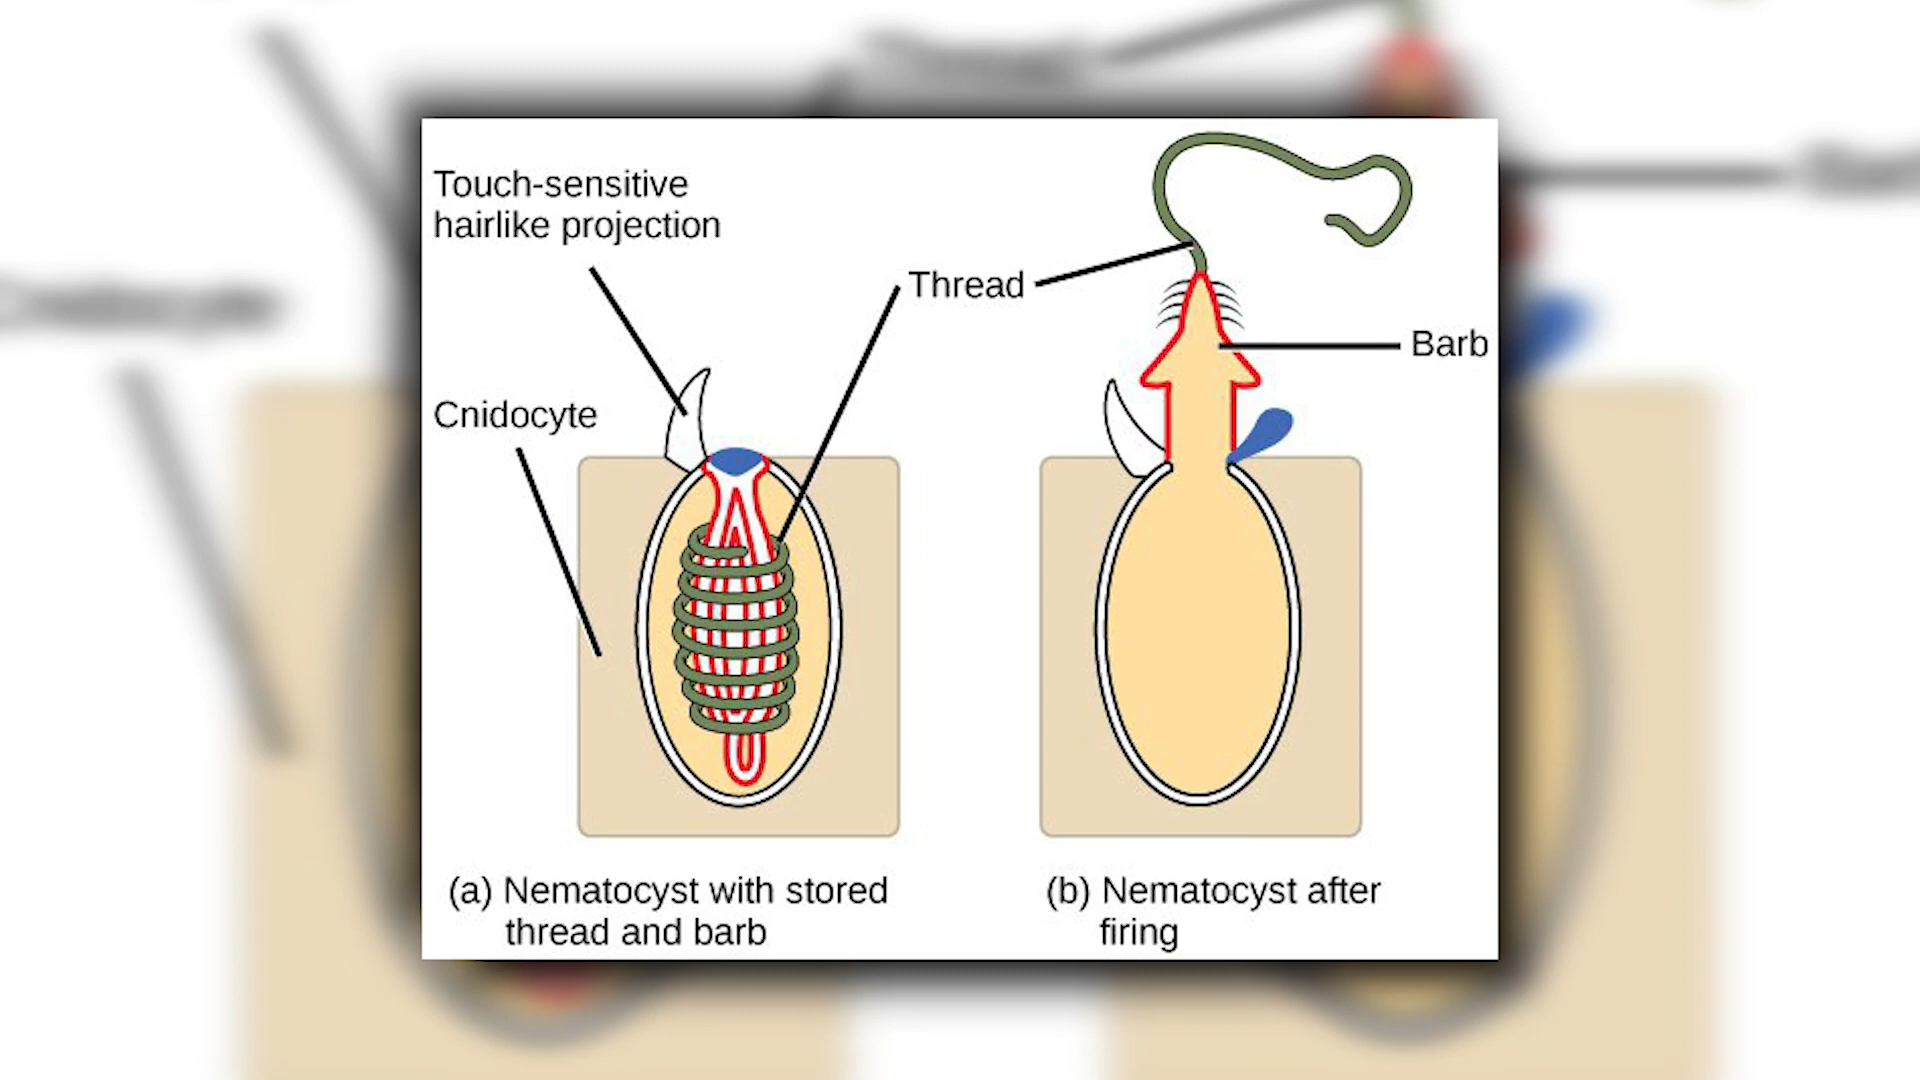 Touch-sensitive
hairlike projection
Thread
Barb
Cnidocyte
(a) Nematocyst with stored
thread and barb
(b) Nematocyst after
firing